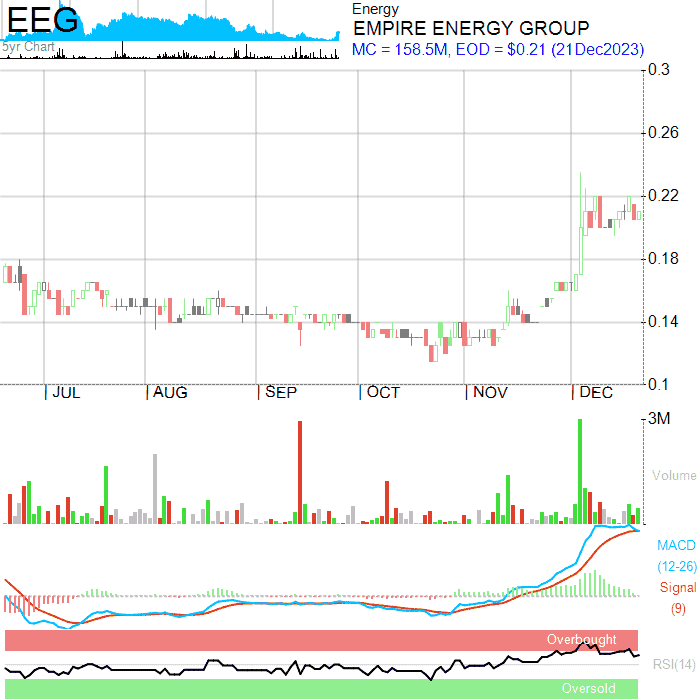 EEG
5yr Chart
Energy
EMPIRE ENERGY GROUP
MC = 158.5M, EOD = $0.21 (21Dec2023)
0.3
0.26
0.22
0.18
0.14
0.1
JUL AUG SEP OCT NOV DEC
3M
Volume
MACD
(12-26)
Signal
(9)
Overbought
RSI(14)
Oversold